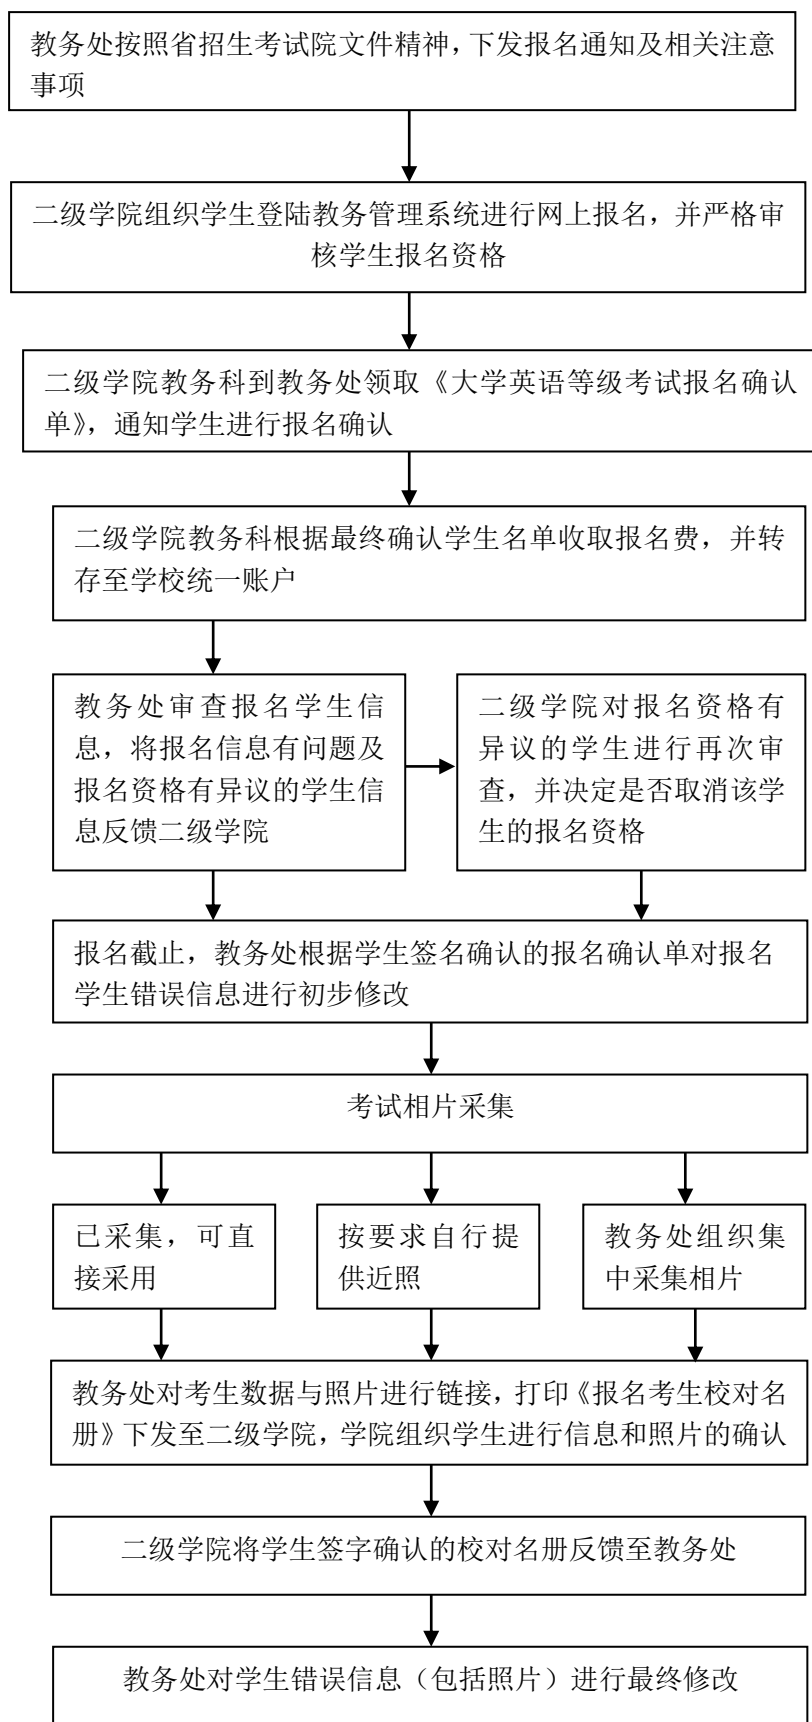 教务处按照省招生考试院文件精神，下发报名通知及相关注意
事项
二级学院组织学生登陆教务管理系统进行网上报名，并严格审
核学生报名资格
二级学院教务科到教务处领取《大学英语等级考试报名确认
单》，通知学生进行报名确认
二级学院教务科根据最终确认学生名单收取报名费，并转
存至学校统一账户
教务处审查报名学生信
息，将报名信息有问题及
报名资格有异议的学生信
息反馈二级学院
二级学院对报名资格有
异议的学生进行再次审
查，并决定是否取消该学
生的报名资格
报名截止，教务处根据学生签名确认的报名确认单对报名
学生错误信息进行初步修改
考试相片采集
已采集，可直
接采用
按要求自行提
供近照
教务处组织集
中采集相片
教务处对考生数据与照片进行链接，打印《报名考生校对名
册》下发至二级学院，学院组织学生进行信息和照片的确认
二级学院将学生签字确认的校对名册反馈至教务处
教务处对学生错误信息（包括照片）进行最终修改